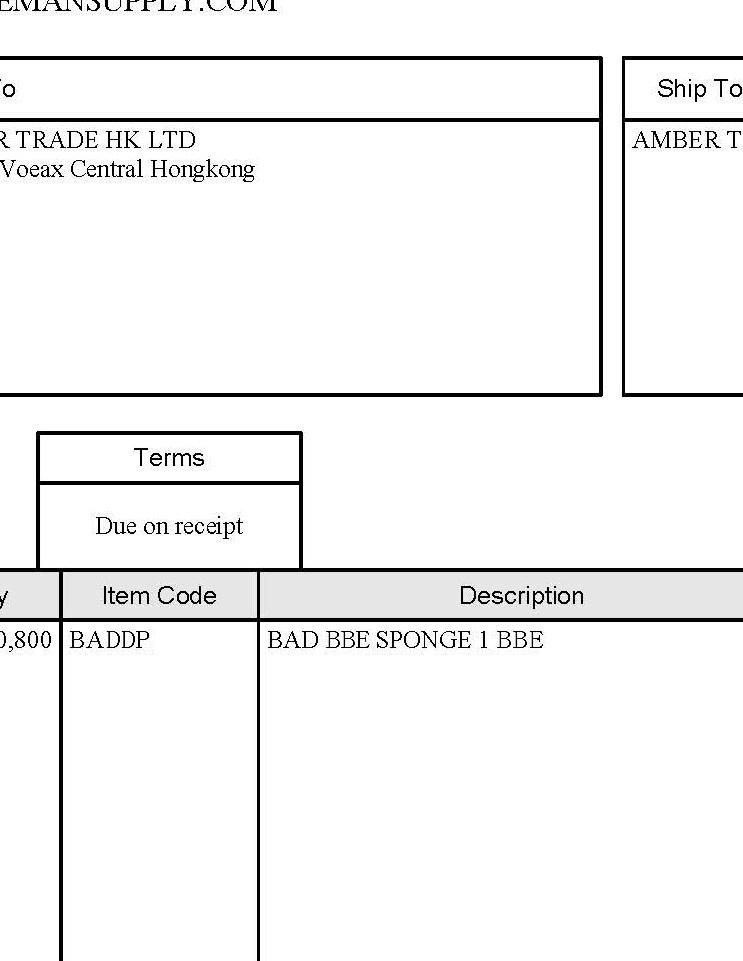 EMANSUPPLY.COM
o
Ship To
R TRADE HK LTD
AMBER T
Voeax Central Hongkong
Terms
Due on receipt
y
Item Code
Description
0,800
BADDP
BAD BBE SPONGE 1 BBE